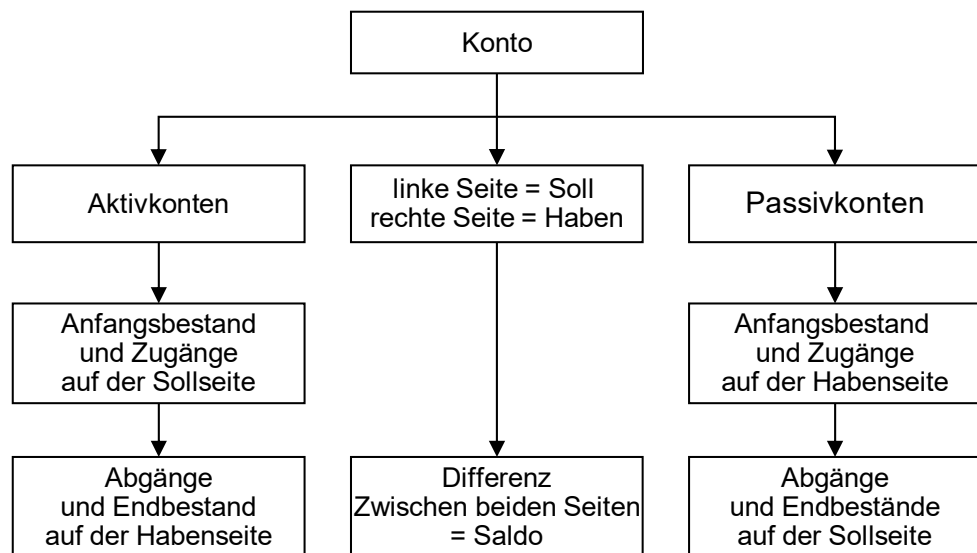 Konto
Aktivkonten
linke Seite = Soll
rechte Seite = Haben
Passivkonten
Anfangsbestand
und Zugänge
auf der Sollseite
Anfangsbestand
und Zugänge
auf der Habenseite
Abgänge
und Endbestand
auf der Habenseite
Differenz
Zwischen beiden Seiten
= Saldo
Abgänge
und Endbestände
auf der Sollseite